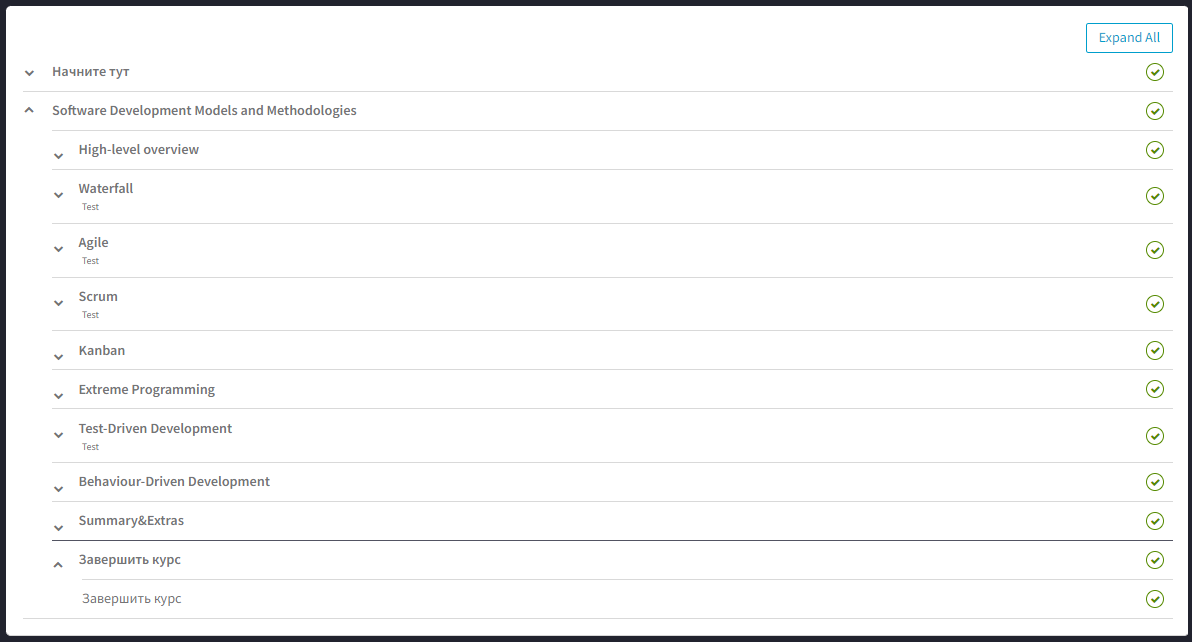 Expand All
Начните тут
Software Development Models and Methodologies
High-level overview
Waterfall
Test
Agile
Test
Scrum
Test
Kanban
Extreme Programming
Test-Driven Development
Test
Behaviour-Driven Development
Summary&Extras
Завершить курс
Завершить курс